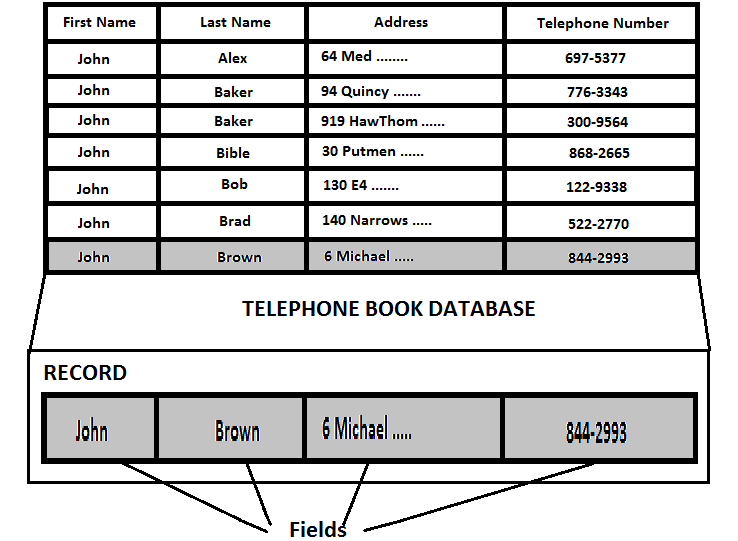 First Name Last Name Address Telephone Number
John Alex 64 Med ........ 697-5377
John Baker 94 Quincy ....... 776-3343
John Baker 919 HawThom ...... 300-9564
John Bible 30 Putmen ...... 868-2665
John Bob 130 E4 ....... 122-9338
John Brad 140 Narrows ..... 522-2770
John Brown 6 Michael ..... 844-2993
TELEPHONE BOOK DATABASE
RECORD
John Brown 6 Michael ..... 844-2993
Fields